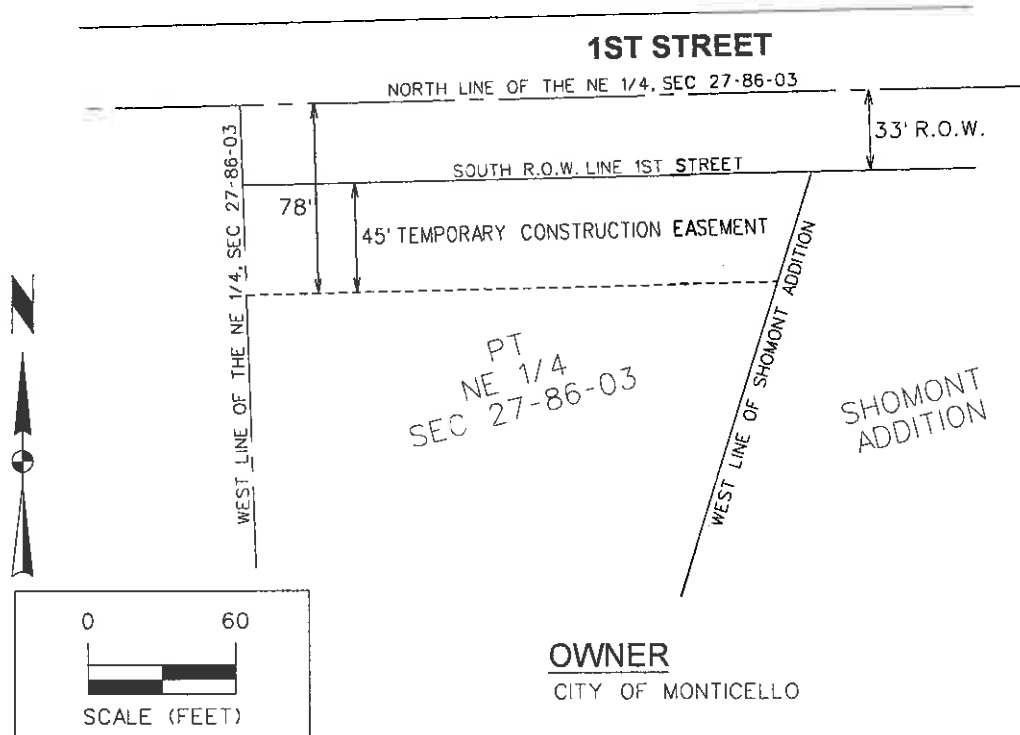 1ST STREET
NORTH LINE OF THE NE 1/4, SEC 27-86-03
33' R.O.W.
SOUTH R.O.W. LINE 1ST STREET
78'
45' TEMPORARY CONSTRUCTION EASEMENT
WEST LINE OF THE NE 1/4, SEC 27-86-03
WEST LINE OF SHOMONT ADDITION
N
PT
NE 1/4
SEC 27-86-03
SHOMONT
ADDITION
0 60
SCALE (FEET)
OWNER
CITY OF MONTICELLO